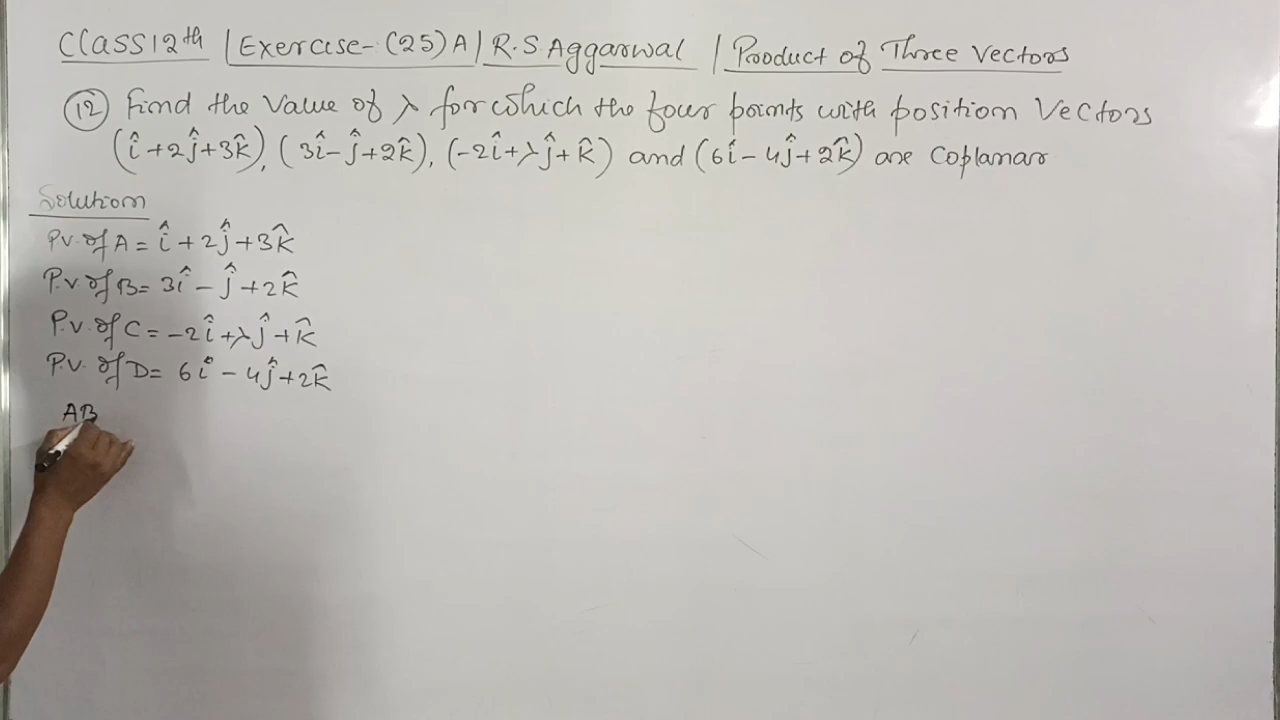 Class 12th | Exercise-(25)A | R.S Aggarwal | Product of Three Vectors
(12) Find the Value of λ for which the four points with position Vectors
(î+2ĵ+3k̂), (3î-ĵ+2k̂), (-2î+λĵ+k̂) and (6î-4ĵ+2k̂) are Coplanar
Solution
P.v. of A = î+2ĵ+3k̂
P.v. of B = 3î-ĵ+2k̂
P.v. of C = -2î+λĵ+k̂
P.v. of D = 6î-4ĵ+2k̂
AB